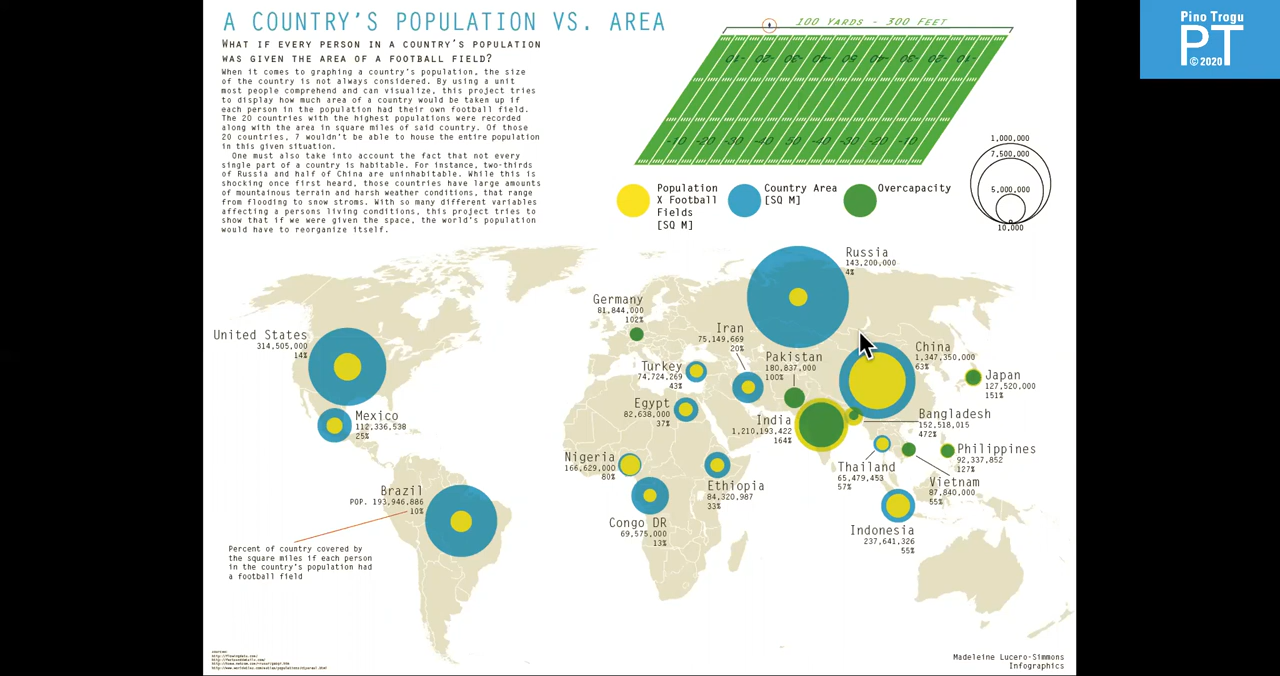 A COUNTRY'S POPULATION VS. AREA
WHAT IF EVERY PERSON IN A COUNTRY'S POPULATION
WAS GIVEN THE AREA OF A FOOTBALL FIELD?
When it comes to graphing a country's population, the size
of the country is not always considered. By using a unit
most people comprehend and can visualize, this project tries
to display how much area of a country would be taken up if
each person in the population had their own football field.
The 20 countries with the highest populations were recorded
along with the area in square miles of said country. Of those
20 countries, 7 wouldn't be able to house the entire population
in this given situation.
One must also take into account the fact that not every
single part of a country is habitable. For instance, two-thirds
of Russia and half of China are uninhabitable. While this is
shocking once first heard, those countries have large amounts
of mountainous terrain and harsh weather conditions, that range
from flooding to snow stroms. With so many different variables
affecting a persons living conditions, this project tries to
show that if we were given the space, the world's population
would have to reorganize itself.
100 YARDS - 300 FEET
Pino Trogu
PT
©2020
Population
X Football
Fields
[SQ M]
Country Area
[SQ M]
Overcapacity
1,000,000
7,500,000
5,000,000
10,000
Russia
143,200,000
4%
Germany
81,844,000
102%
United States
314,505,000
14%
Iran
75,149,669
20%
Pakistan
180,837,000
100%
China
1,347,350,000
63%
Turkey
74,724,269
43%
Japan
127,520,000
151%
Egypt
82,638,000
37%
Mexico
112,336,538
25%
India
1,210,193,422
164%
Bangladesh
152,518,015
472%
Nigeria
166,629,000
80%
Philippines
92,337,852
127%
Thailand
65,479,453
57%
Ethiopia
84,320,987
33%
Vietnam
87,840,000
55%
Brazil
POP. 193,946,886
10%
Congo DR
69,575,000
13%
Indonesia
237,641,326
55%
Percent of country covered by
the square miles if each person
in the country's population had
a football field
Madeleine Lucero-Simmons
Infographics